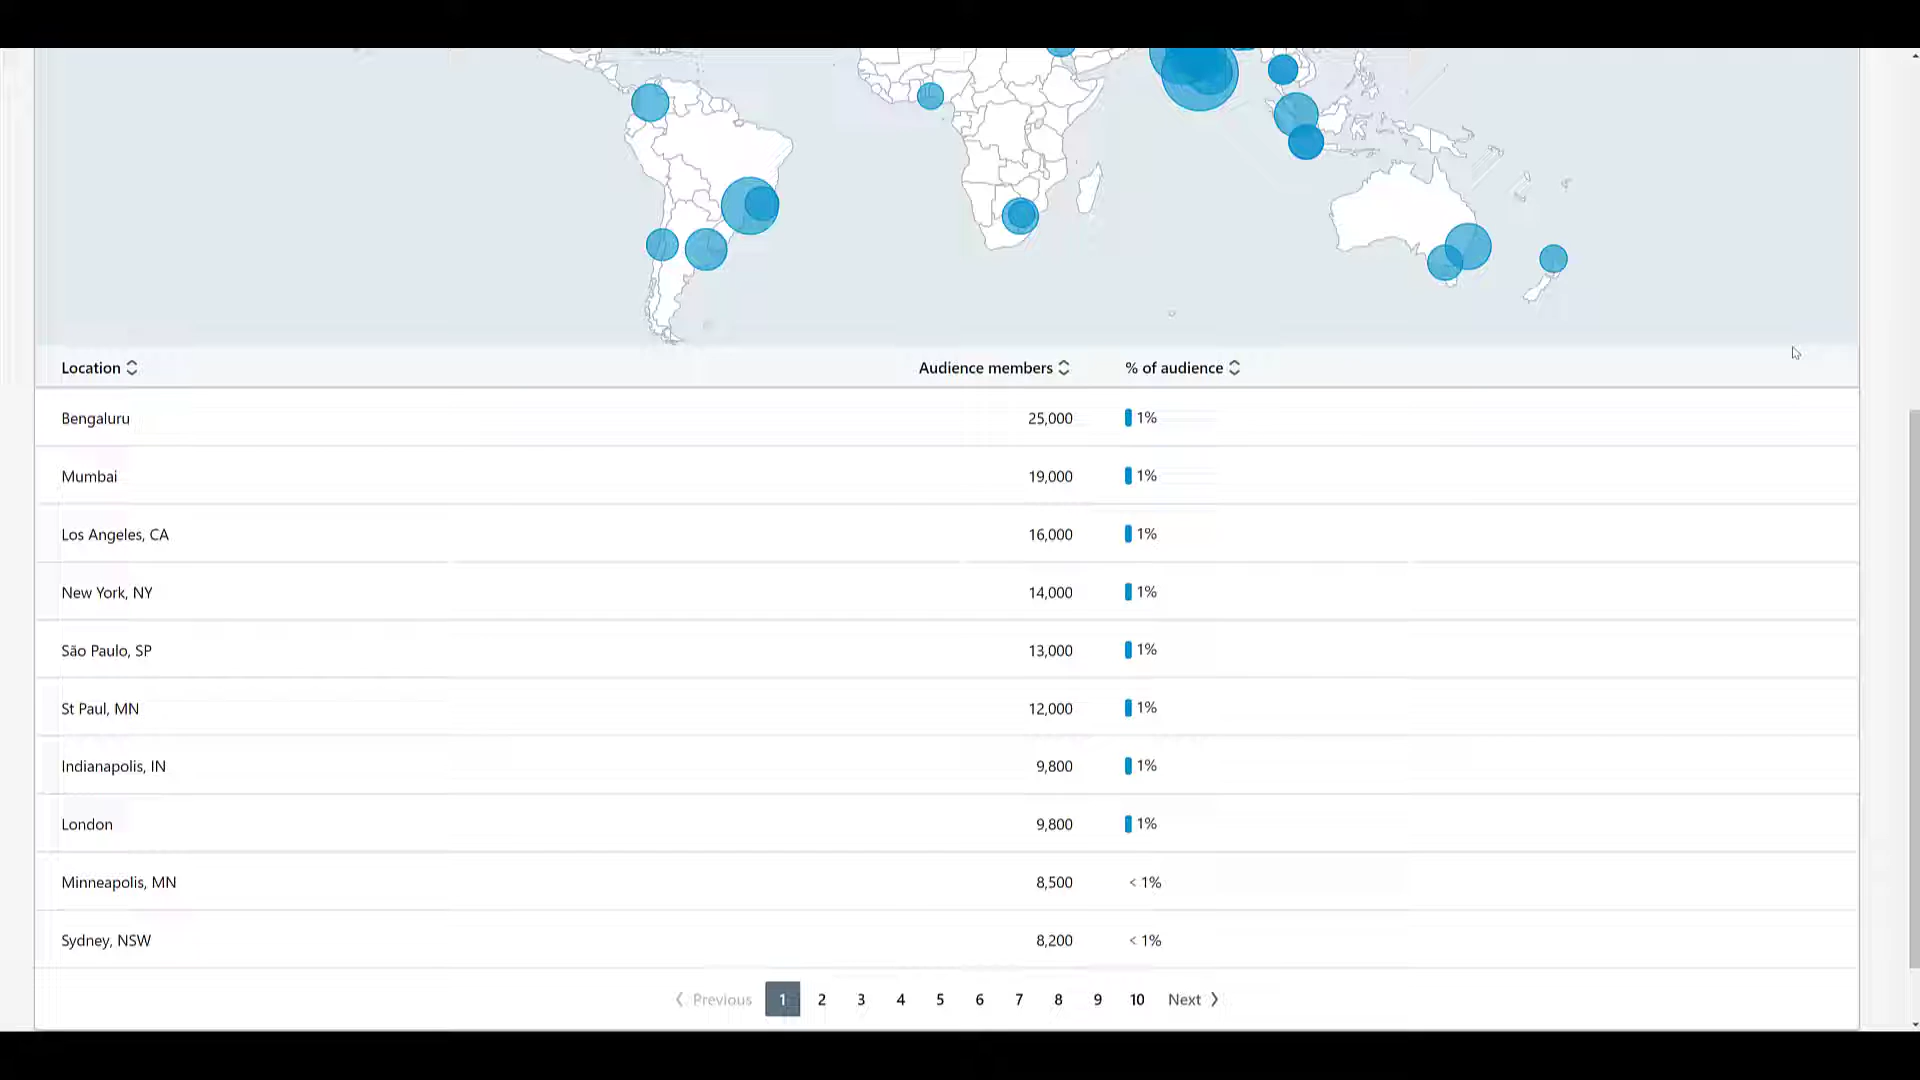 Location Audience members % of audience
Bengaluru 25,000 1%
Mumbai 19,000 1%
Los Angeles, CA 16,000 1%
New York, NY 14,000 1%
São Paulo, SP 13,000 1%
St Paul, MN 12,000 1%
Indianapolis, IN 9,800 1%
London 9,800 1%
Minneapolis, MN 8,500 < 1%
Sydney, NSW 8,200 < 1%
Previous 1 2 3 4 5 6 7 8 9 10 Next